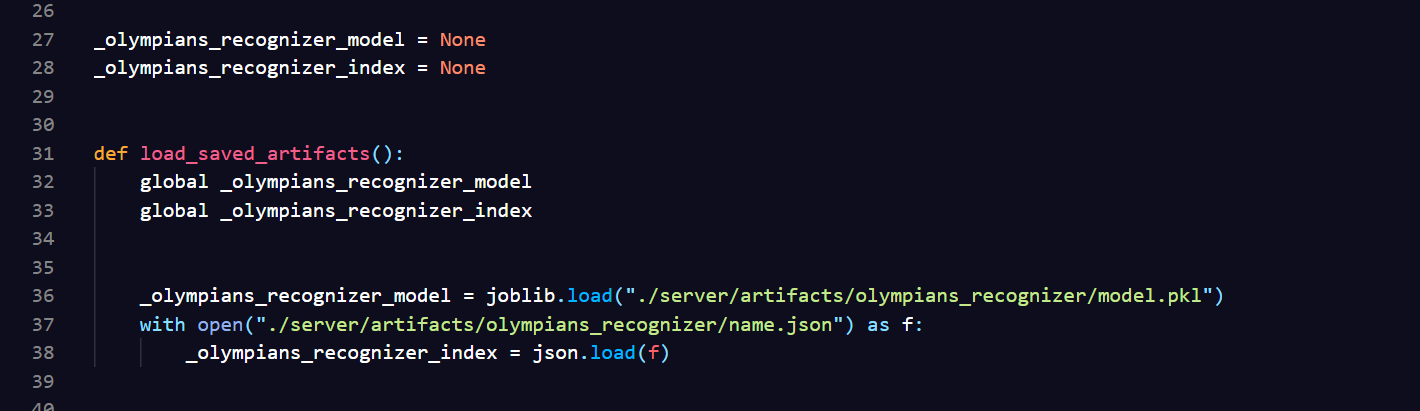 26
27 _olympians_recognizer_model = None
28 _olympians_recognizer_index = None
29
30
31 def load_saved_artifacts():
32     global _olympians_recognizer_model
33     global _olympians_recognizer_index
34
35
36     _olympians_recognizer_model = joblib.load("./server/artifacts/olympians_recognizer/model.pkl")
37     with open("./server/artifacts/olympians_recognizer/name.json") as f:
38         _olympians_recognizer_index = json.load(f)
39
40